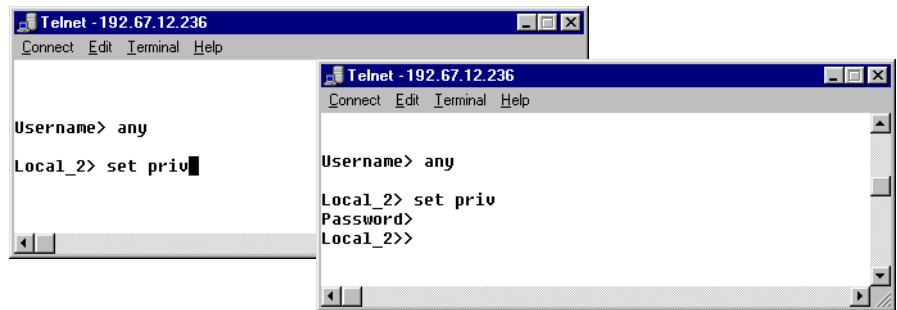 Telnet - 192.67.12.236
Connect Edit Terminal Help
Username> any
Local_2> set priv
Telnet - 192.67.12.236
Connect Edit Terminal Help
Username> any
Local_2> set priv
Password>
Local_2>>